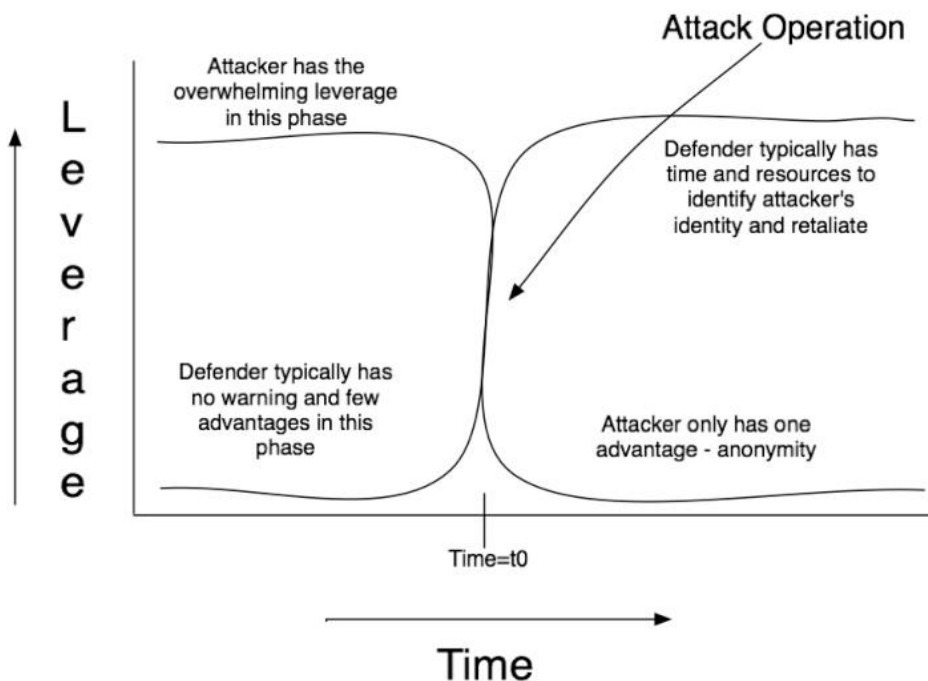 Attack Operation
Attacker has the
overwhelming leverage
in this phase
Leverage
Defender typically has
time and resources to
identify attacker's
identity and retaliate
Defender typically has
no warning and few
advantages in this
phase
Attacker only has one
advantage - anonymity
Time=t0
Time